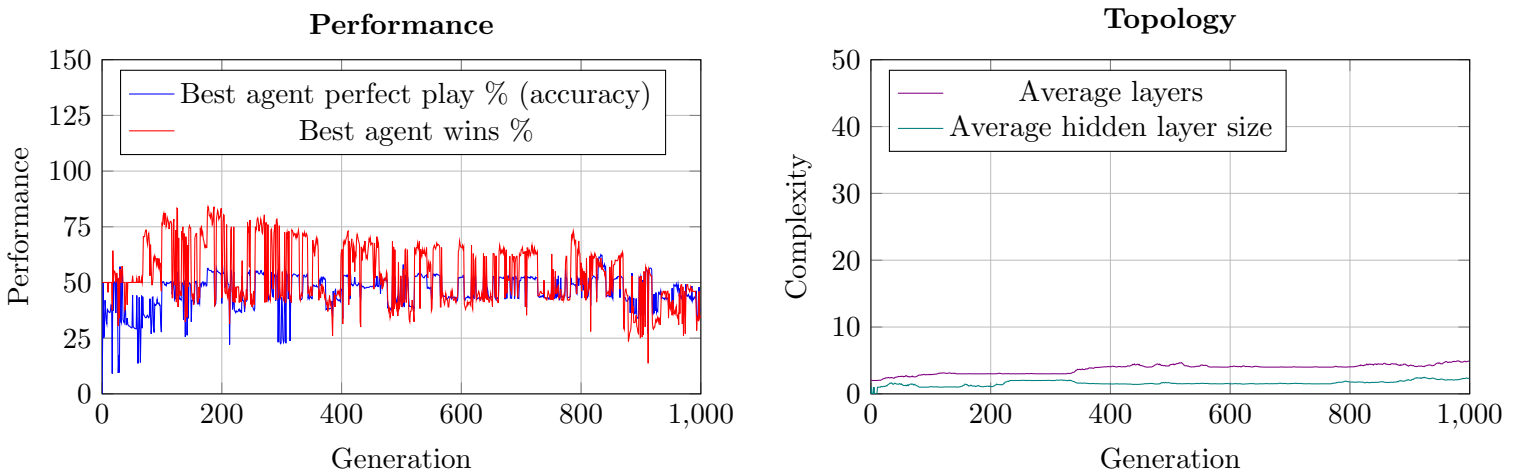 Performance
150
125
100
75
50
25
0
Performance
Best agent perfect play % (accuracy)
Best agent wins %
0 200 400 600 800 1,000
Generation
Topology
50
40
30
20
10
0
Complexity
Average layers
Average hidden layer size
0 200 400 600 800 1,000
Generation